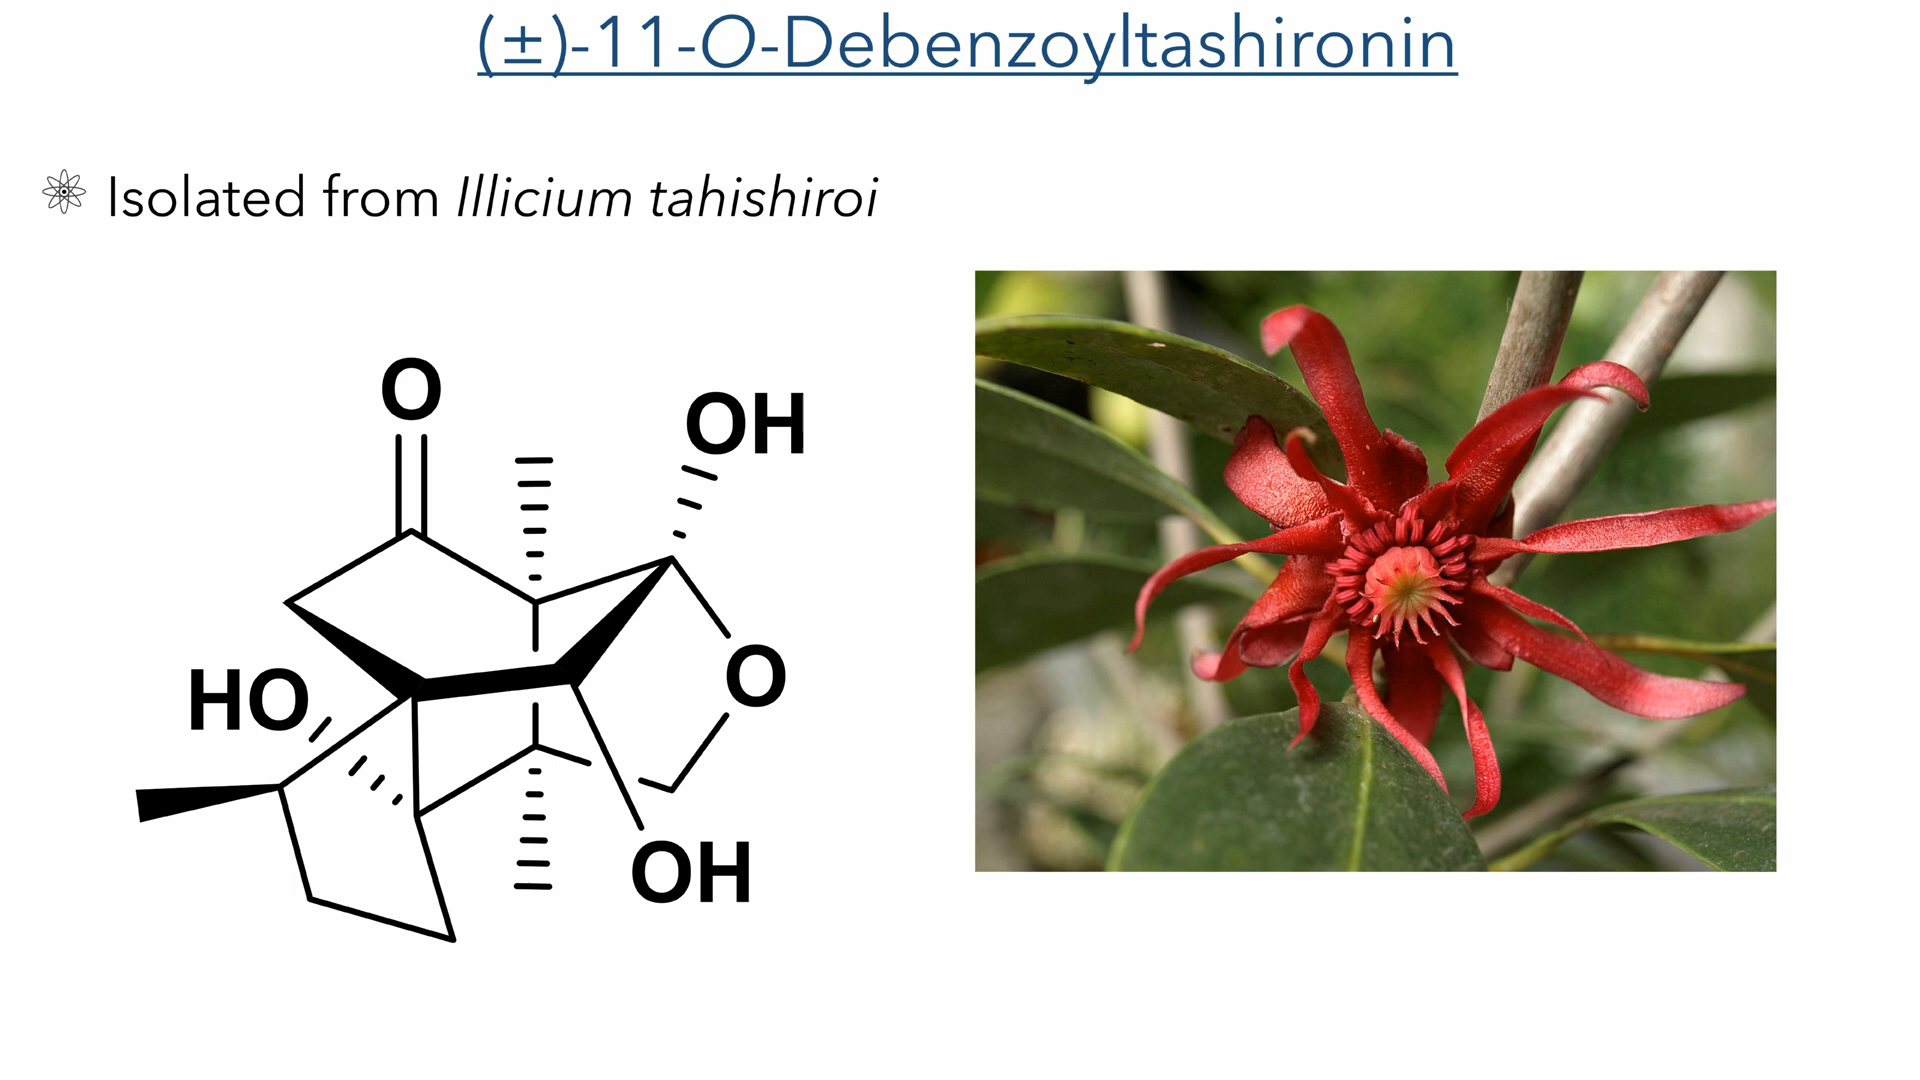 (±)-11-O-Debenzoyltashironin
Isolated from Illicium tahishiroi
O
OH
O
HO
OH